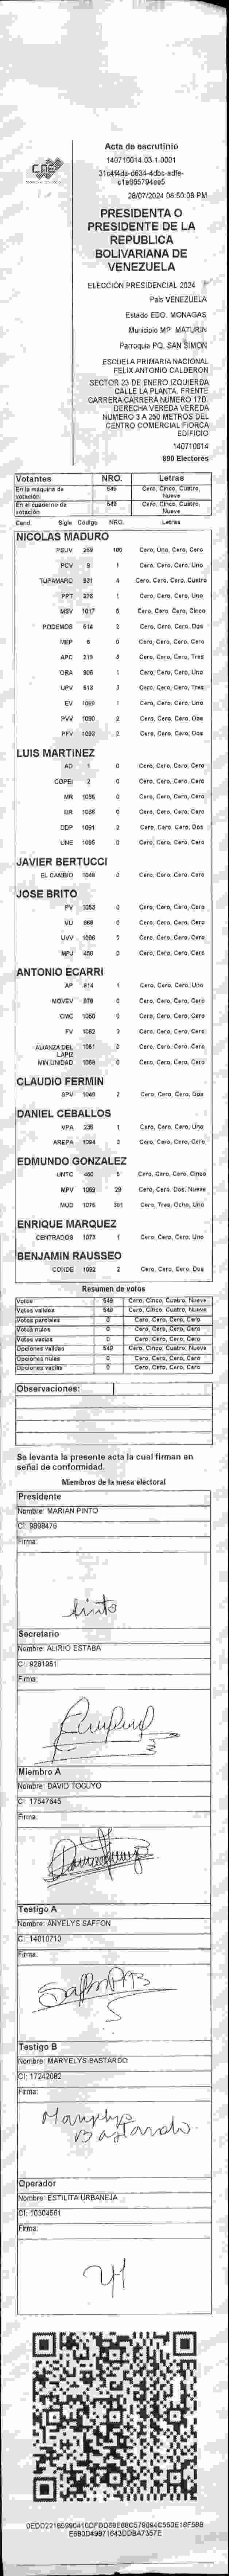 CNE
Acta de escrutinio
140710014.03.1.0001
28/07/2024 06:50:08 PM
PRESIDENTA O
PRESIDENTE DE LA
REPUBLICA
BOLIVARIANA DE
VENEZUELA
ELECCIÓN PRESIDENCIAL 2024
País VENEZUELA
Estado EDO. MONAGAS
Municipio MP. MATURIN
Parroquia PQ. SAN SIMON
ESCUELA PRIMARIA NACIONAL
FELIX ANTONIO CALDERON
SECTOR 23 DE ENERO IZQUIERDA
CALLE LA PLANTA. FRENTE
CARRERA CARRERA NUMERO 17D.
DERECHA VEREDA VEREDA
NUMERO 3 A 250 METROS DEL
CENTRO COMERCIAL FIORCA
EDIFICIO
140710014
890 Electores
Votantes NRO. Letras
En la máquina de votación 549 Cero, Cinco, Cuatro, Nueve
En el cuaderno de votación 549 Cero, Cinco, Cuatro, Nueve
Cand. Sigla Código NRO. Letras
NICOLAS MADURO
PSUV 269 100 Cero, Uno, Cero, Cero
PCV 9 1 Cero, Cero, Cero, Uno
TUPAMARO 931 4 Cero, Cero, Cero, Cuatro
PPT 276 1 Cero, Cero, Cero, Uno
MSV 1017 5 Cero, Cero, Cero, Cinco
PODEMOS 614 2 Cero, Cero, Cero, Dos
MEP 6 0 Cero, Cero, Cero, Cero
APC 219 3 Cero, Cero, Cero, Tres
ORA 906 1 Cero, Cero, Cero, Uno
UPV 513 3 Cero, Cero, Cero, Tres
EV 1069 1 Cero, Cero, Cero, Uno
PVV 1090 2 Cero, Cero, Cero, Dos
PFV 1093 2 Cero, Cero, Cero, Dos
LUIS MARTINEZ
AD 1 0 Cero, Cero, Cero, Cero
COPEI 2 0 Cero, Cero, Cero, Cero
MR 1055 0 Cero, Cero, Cero, Cero
BR 1066 0 Cero, Cero, Cero, Cero
DDP 1091 2 Cero, Cero, Cero, Dos
UNE 1095 0 Cero, Cero, Cero, Cero
JAVIER BERTUCCI
EL CAMBIO 1046 0 Cero, Cero, Cero, Cero
JOSE BRITO
PV 1053 0 Cero, Cero, Cero, Cero
VU 968 0 Cero, Cero, Cero, Cero
UVV 1096 0 Cero, Cero, Cero, Cero
MPJ 450 0 Cero, Cero, Cero, Cero
ANTONIO ECARRI
AP 914 1 Cero, Cero, Cero, Uno
MOVEV 979 0 Cero, Cero, Cero, Cero
CMC 1050 0 Cero, Cero, Cero, Cero
FV 1052 0 Cero, Cero, Cero, Cero
ALIANZA DEL LAPIZ 1061 0 Cero, Cero, Cero, Cero
MIN UNIDAD 1068 0 Cero, Cero, Cero, Cero
CLAUDIO FERMIN
SPV 1049 2 Cero, Cero, Cero, Dos
DANIEL CEBALLOS
VPA 236 1 Cero, Cero, Cero, Uno
AREPA 1094 0 Cero, Cero, Cero, Cero
EDMUNDO GONZALEZ
UNTC 460 5 Cero, Cero, Cero, Cinco
MPV 1069 29 Cero, Cero, Dos, Nueve
MUD 1075 381 Cero, Tres, Ocho, Uno
ENRIQUE MARQUEZ
CENTRADOS 1073 1 Cero, Cero, Cero, Uno
BENJAMIN RAUSSEO
CONDE 1092 2 Cero, Cero, Cero, Dos
Resumen de votos
Votos 549 Cero, Cinco, Cuatro, Nueve
Votos validos 549 Cero, Cinco, Cuatro, Nueve
Votos parciales 0 Cero, Cero, Cero, Cero
Votos nulos 0 Cero, Cero, Cero, Cero
Votos vacios 0 Cero, Cero, Cero, Cero
Opciones validas 549 Cero, Cinco, Cuatro, Nueve
Opciones nulas 0 Cero, Cero, Cero, Cero
Opciones vacias 0 Cero, Cero, Cero, Cero
Observaciones:
Se levanta la presente acta la cual firman en
señal de conformidad.
Miembros de la mesa electoral
Presidente
Nombre: MARIAN PINTO
CI: 9898476
Firma:
Pinto
Secretario
Nombre: ALIRIO ESTABA
CI: 9281961
Firma:
Miembro A
Nombre: DAVID TOCUYO
CI: 17547645
Firma:
Testigo A
Nombre: ANYELYS SAFFON
CI: 14010710
Firma:
Testigo B
Nombre: MARYELYS BASTARDO
CI: 17242082
Firma:
Maryelys
Bastardo
Operador
Nombre: ESTILITA URBANEJA
CI: 10304561
Firma: